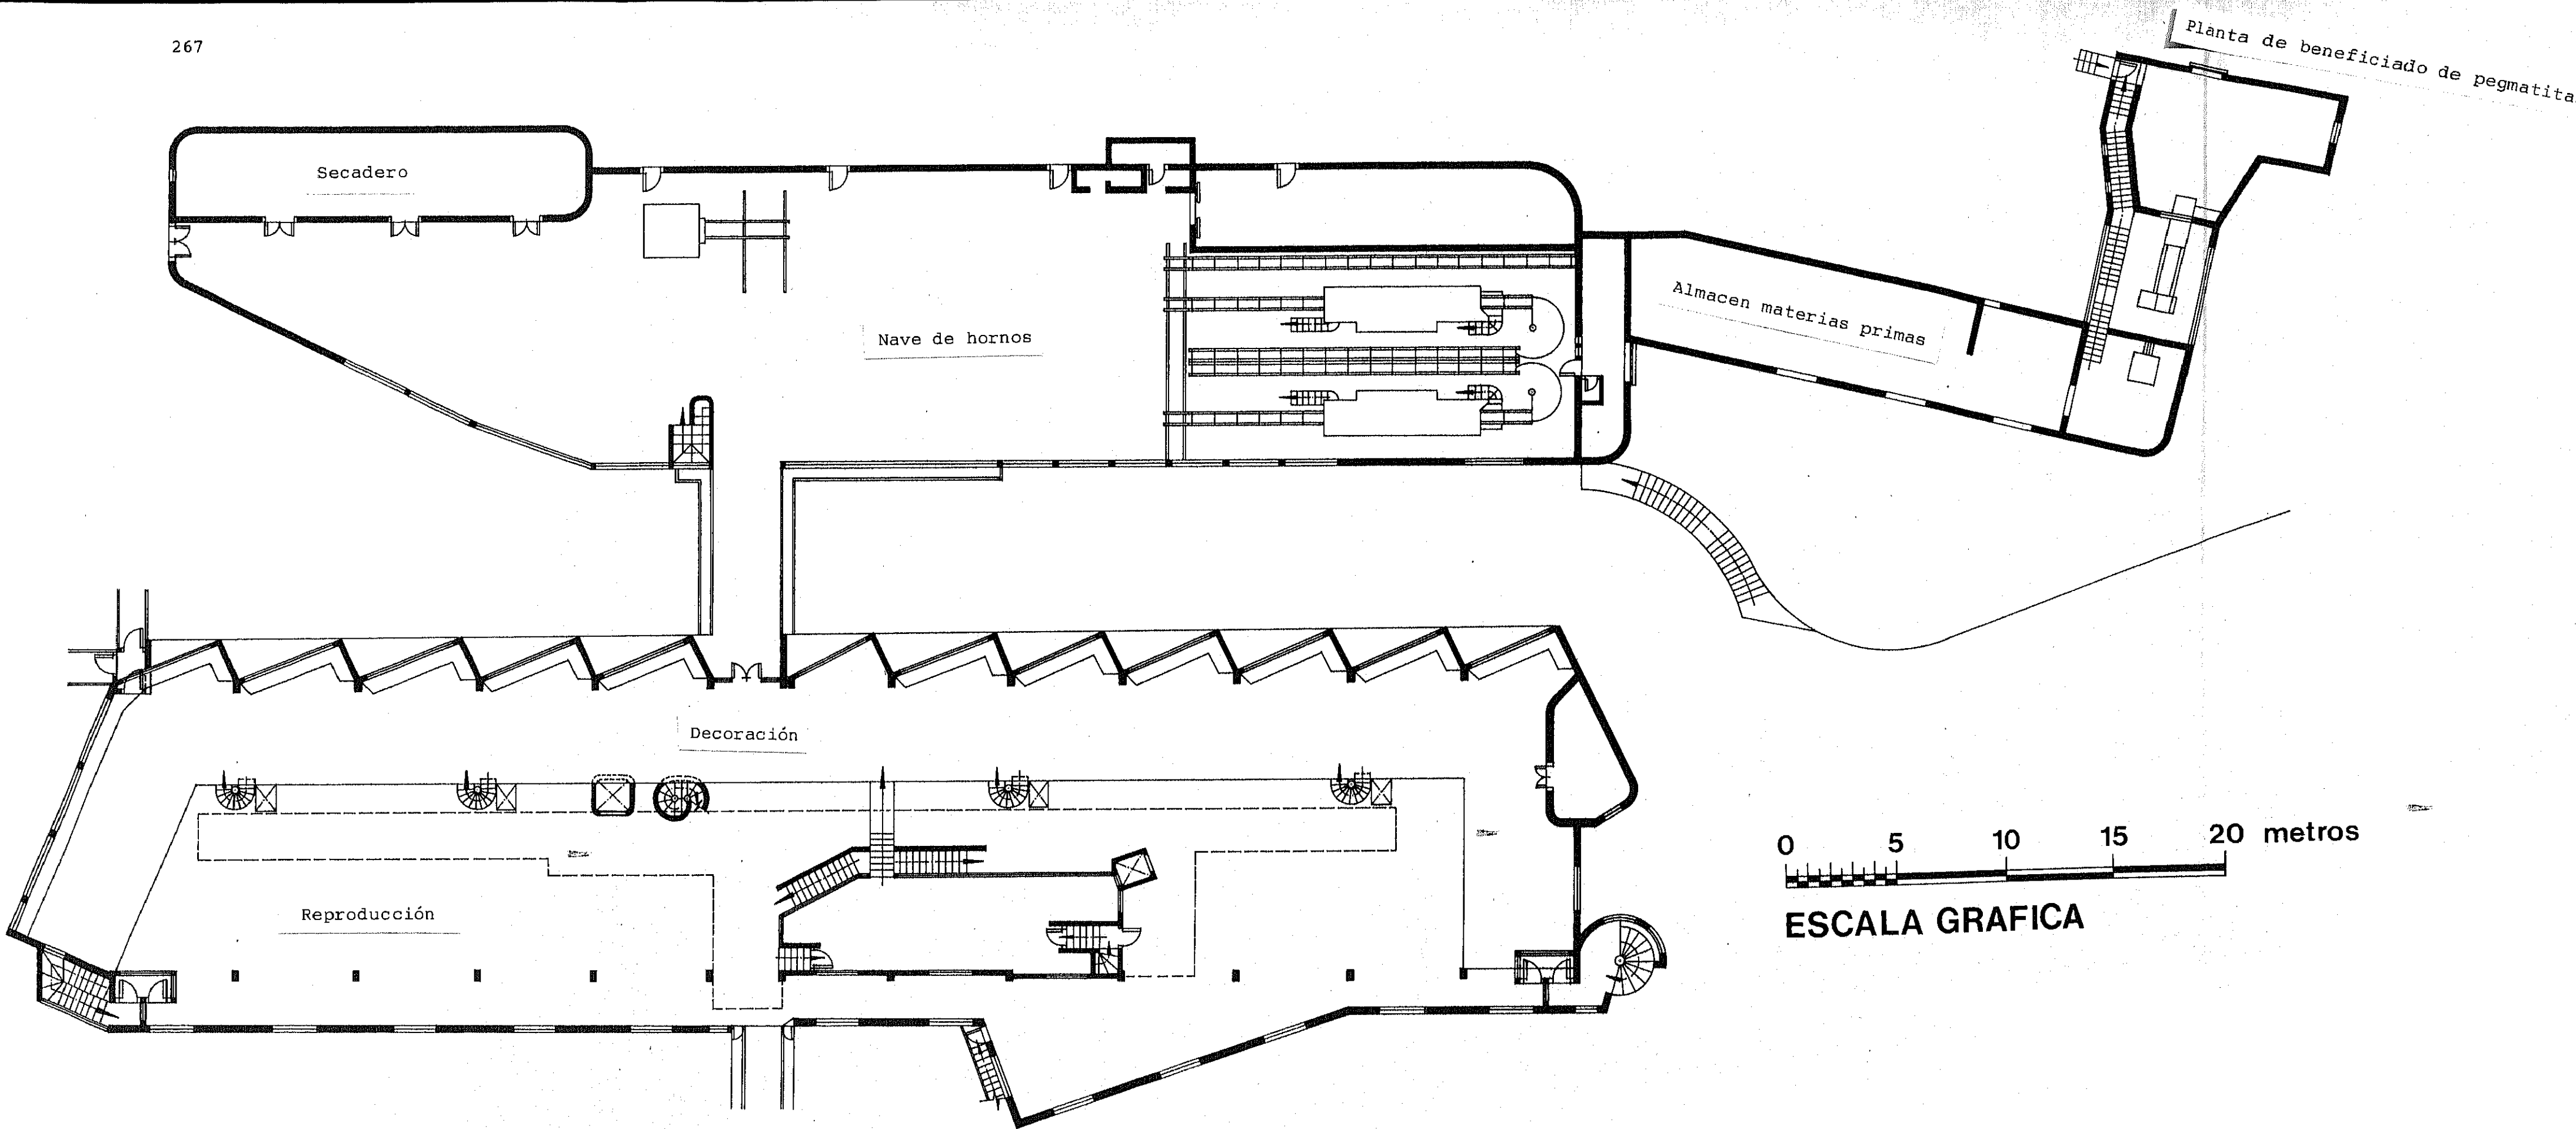 267
Planta de beneficiado de pegmatita
Secadero
Nave de hornos
Almacen materias primas
Decoración
Reproducción
0 5 10 15 20 metros
ESCALA GRAFICA